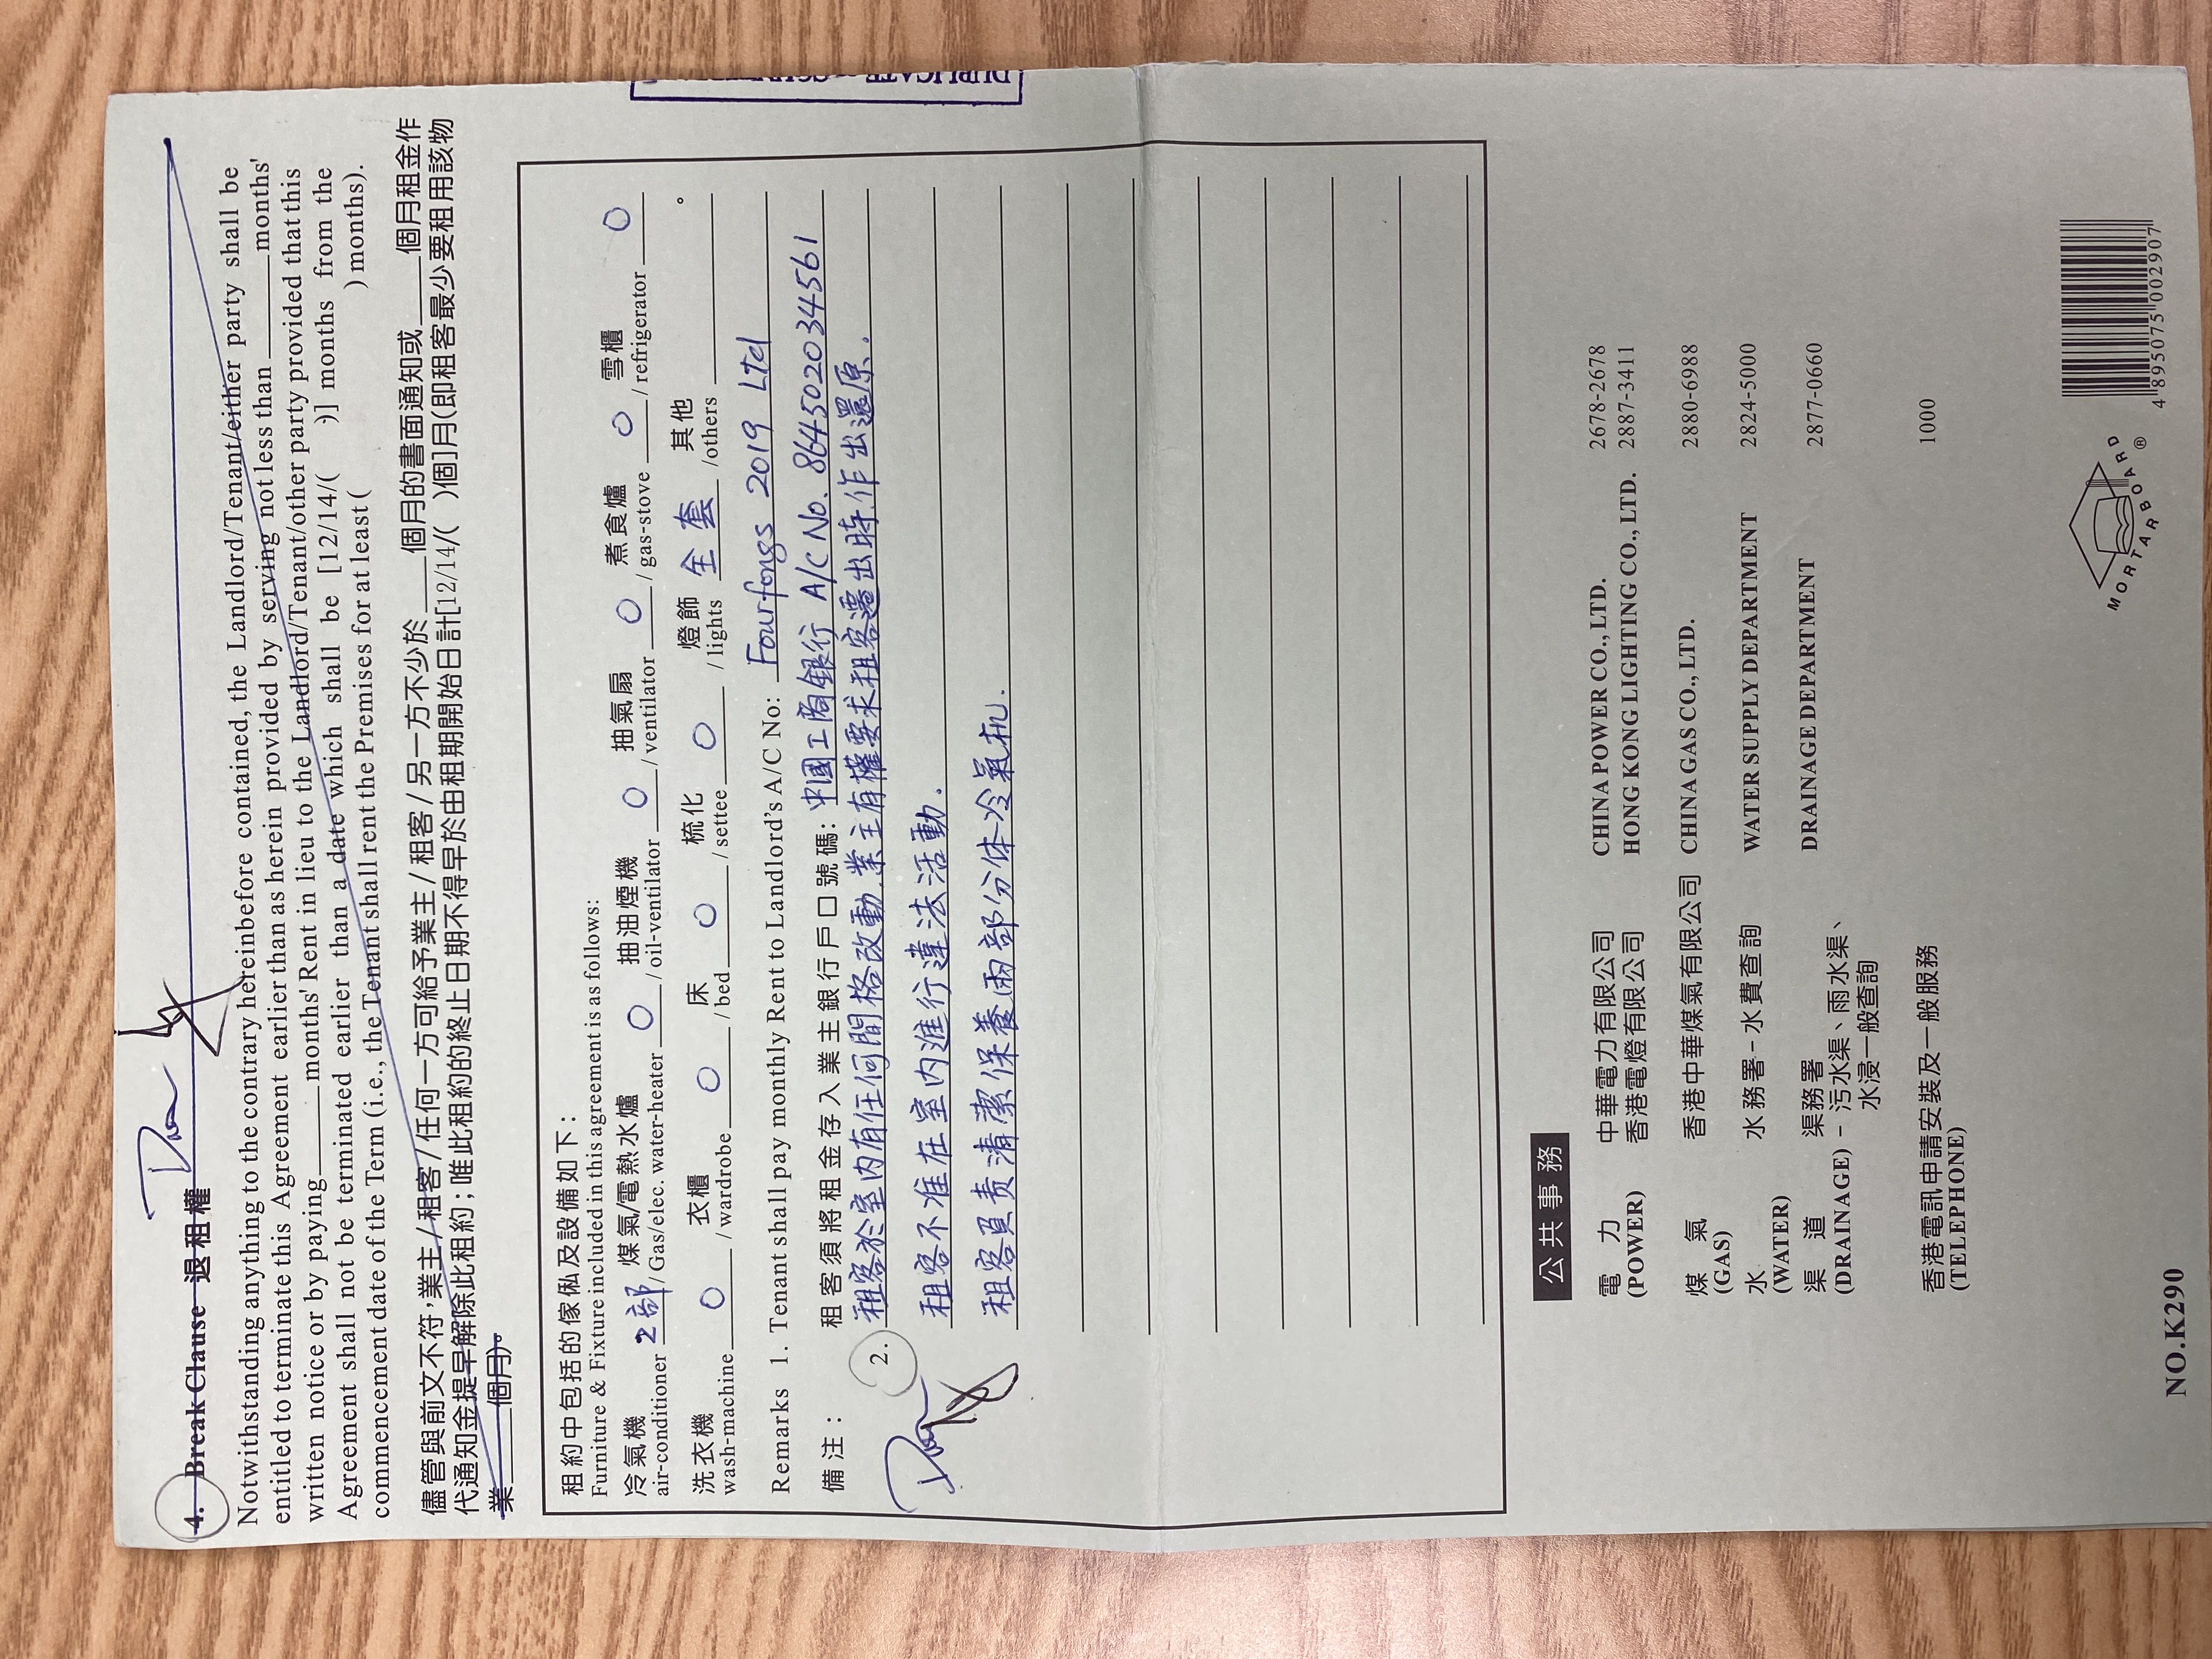 4. Break Clause 退租權
Notwithstanding anything to the contrary hereinbefore contained, the Landlord/Tenant/either party shall be
entitled to terminate this Agreement earlier than as herein provided by serving not less than ______ months'
written notice or by paying ______ months' Rent in lieu to the Landlord/Tenant/other party provided that this
Agreement shall not be terminated earlier than a date which shall be [12/14/( )] months from the
commencement date of the Term (i.e., the Tenant shall rent the Premises for at least ( ) months).
儘管與前文不符,業主/租客/任何一方可給予業主/租客/另一方不少於____個月的書面通知或____個月租金作
代通知金提早解除此租約;唯此租約的終止日期不得早於由租期開始日計[12/14/( )個]月(即租客最少要租用該物
業____個月)。
DUPLICATE
租約中包括的傢俬及設備如下:
Furniture & Fixture included in this agreement is as follows:
冷氣機 2部 煤氣/電熱水爐 O 抽油煙機 O 抽氣扇 O 煮食爐 O 雪櫃 O
air-conditioner / Gas/elec. water-heater / oil-ventilator / ventilator / gas-stove / refrigerator
洗衣機 O 衣櫃 O 床 O 梳化 O 燈飾 全套 其他 。
wash-machine / wardrobe / bed / settee / lights / others
Remarks 1. Tenant shall pay monthly Rent to Landlord's A/C No: Fourfongs 2019 Ltd
備注: 租客須將租金存入業主銀行戶口號碼: 中國工商銀行 A/C No. 864502034561
2. 租客於室内有任何間格改動,業主有權要求租客遷出時作出還原.
租客不准在室内進行違法活動.
租客負責清潔保養兩部分体冷氣机.
公共事務
電力 中華電力有限公司 CHINA POWER CO., LTD. 2678-2678
(POWER) 香港電燈有限公司 HONG KONG LIGHTING CO., LTD. 2887-3411
煤氣 香港中華煤氣有限公司 CHINA GAS CO., LTD. 2880-6988
(GAS)
水 水務署-水費查詢 WATER SUPPLY DEPARTMENT 2824-5000
(WATER)
渠道 渠務署 DRAINAGE DEPARTMENT 2877-0660
(DRAINAGE) - 污水渠、雨水渠、
水浸一般查詢
香港電訊申請安裝及一般服務 1000
(TELEPHONE)
NO.K290
MORTARBOARD ®
4 895075 002907